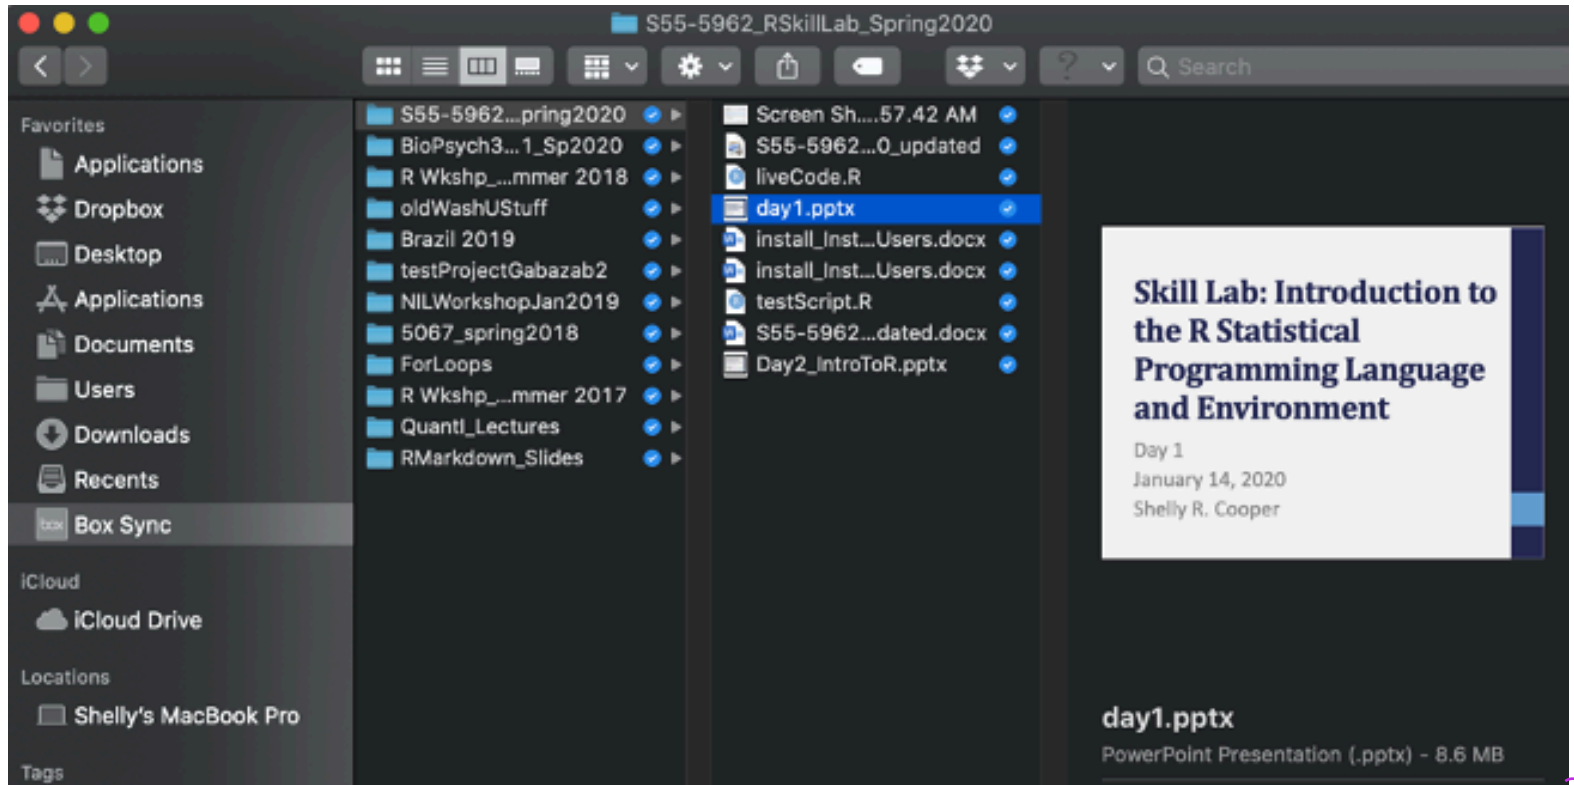 S55-5962_RSkillLab_Spring2020
Search
Favorites
Applications
Dropbox
Desktop
Applications
Documents
Users
Downloads
Recents
box Box Sync
iCloud
iCloud Drive
Locations
Shelly's MacBook Pro
Tags
S55-5962...pring2020
BioPsych3...1_Sp2020
R Wkshp_...mmer 2018
oldWashUStuff
Brazil 2019
testProjectGabazab2
NILWorkshopJan2019
5067_spring2018
ForLoops
R Wkshp_...mmer 2017
QuantI_Lectures
RMarkdown_Slides
Screen Sh....57.42 AM
S55-5962...0_updated
liveCode.R
day1.pptx
install_Inst...Users.docx
install_Inst...Users.docx
testScript.R
S55-5962...dated.docx
Day2_IntroToR.pptx
Skill Lab: Introduction to
the R Statistical
Programming Language
and Environment
Day 1
January 14, 2020
Shelly R. Cooper
day1.pptx
PowerPoint Presentation (.pptx) - 8.6 MB